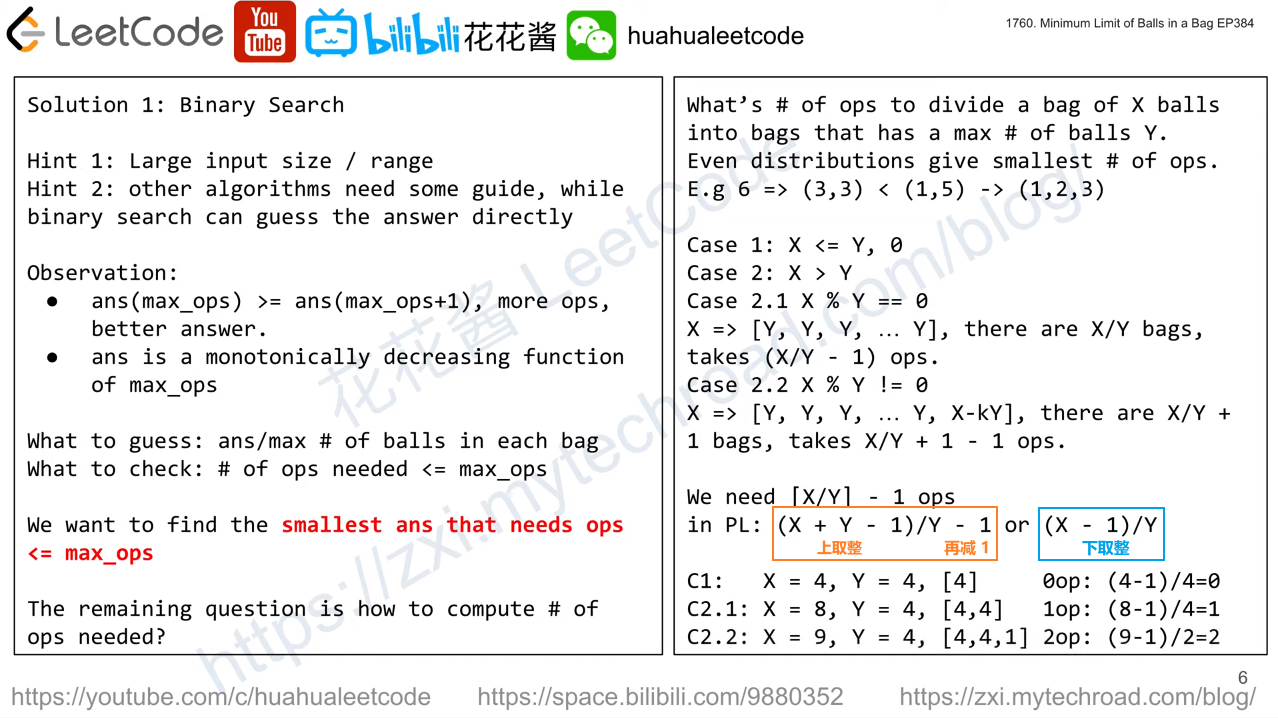 LeetCode
You
Tube
bilibili 花花酱
huahualeetcode
1760. Minimum Limit of Balls in a Bag EP384
Solution 1: Binary Search
Hint 1: Large input size / range
Hint 2: other algorithms need some guide, while
binary search can guess the answer directly
Observation:
● ans(max_ops) >= ans(max_ops+1), more ops,
better answer.
● ans is a monotonically decreasing function
of max_ops
What to guess: ans/max # of balls in each bag
What to check: # of ops needed <= max_ops
We want to find the smallest ans that needs ops
<= max_ops
The remaining question is how to compute # of
ops needed?
What’s # of ops to divide a bag of X balls
into bags that has a max # of balls Y.
Even distributions give smallest # of ops.
E.g 6 => (3,3) < (1,5) -> (1,2,3)
Case 1: X <= Y, 0
Case 2: X > Y
Case 2.1 X % Y == 0
X => [Y, Y, Y, … Y], there are X/Y bags,
takes (X/Y - 1) ops.
Case 2.2 X % Y != 0
X => [Y, Y, Y, … Y, X-kY], there are X/Y +
1 bags, takes X/Y + 1 - 1 ops.
We need ⌈X/Y⌉ - 1 ops
in PL: (X + Y - 1)/Y - 1 or (X - 1)/Y
上取整 再减 1 下取整
C1: X = 4, Y = 4, [4] 0op: (4-1)/4=0
C2.1: X = 8, Y = 4, [4,4] 1op: (8-1)/4=1
C2.2: X = 9, Y = 4, [4,4,1] 2op: (9-1)/2=2
花花酱 LeetCode
https://zxi.mytechroad.com/blog/
6
https://youtube.com/c/huahualeetcode
https://space.bilibili.com/9880352
https://zxi.mytechroad.com/blog/